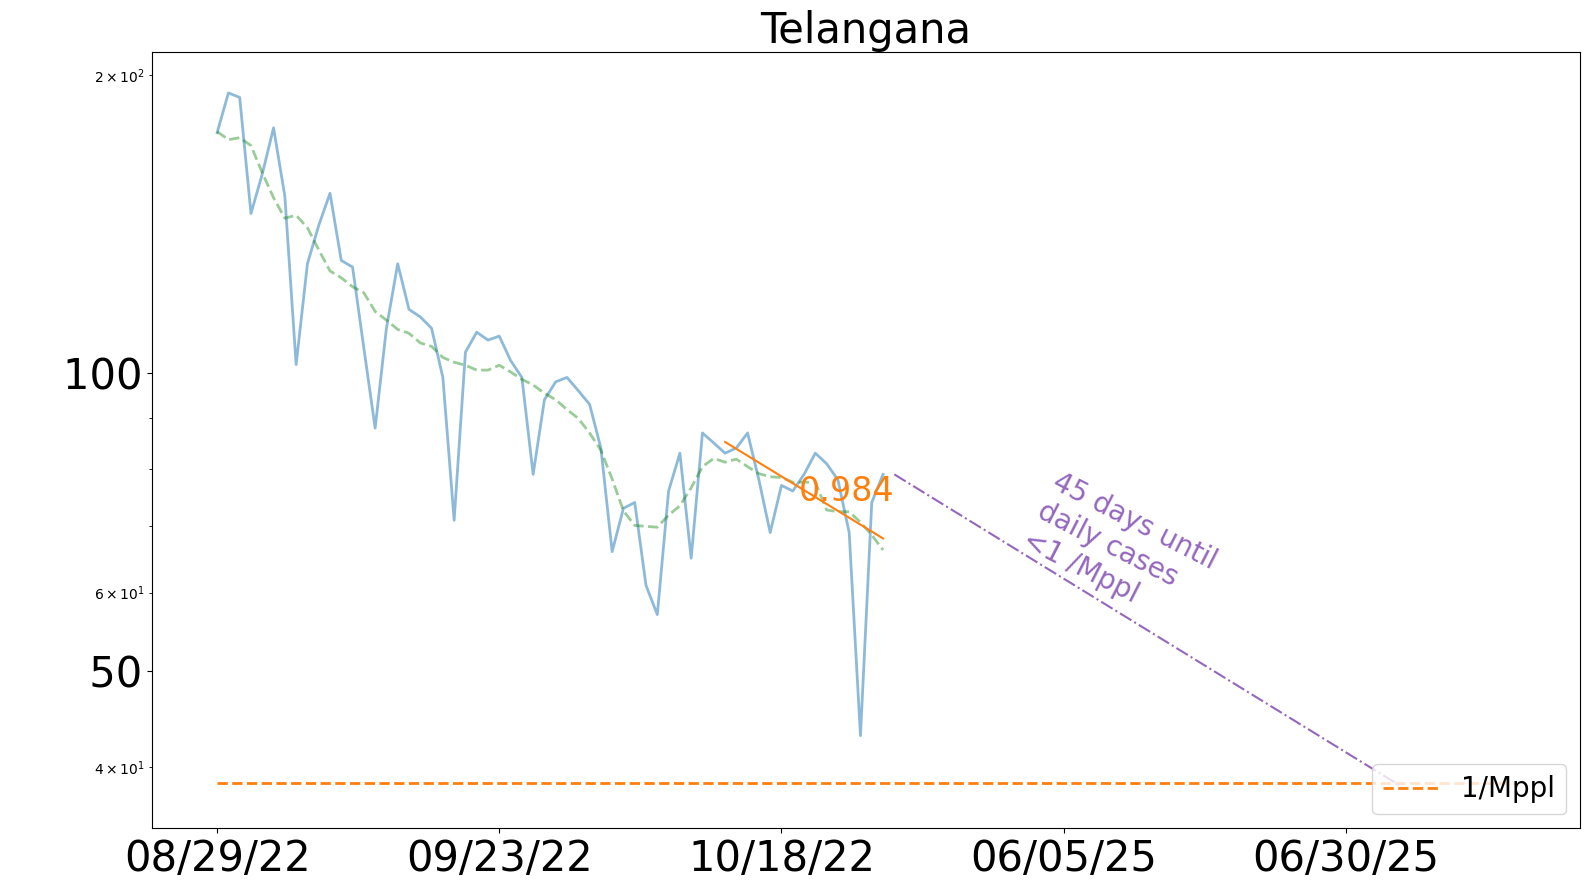 Telangana
2 × 10²
100
6 × 10¹
50
4 × 10¹
0.984
45 days until
daily cases
<1 /Mppl
1/Mppl
08/29/22
09/23/22
10/18/22
06/05/25
06/30/25